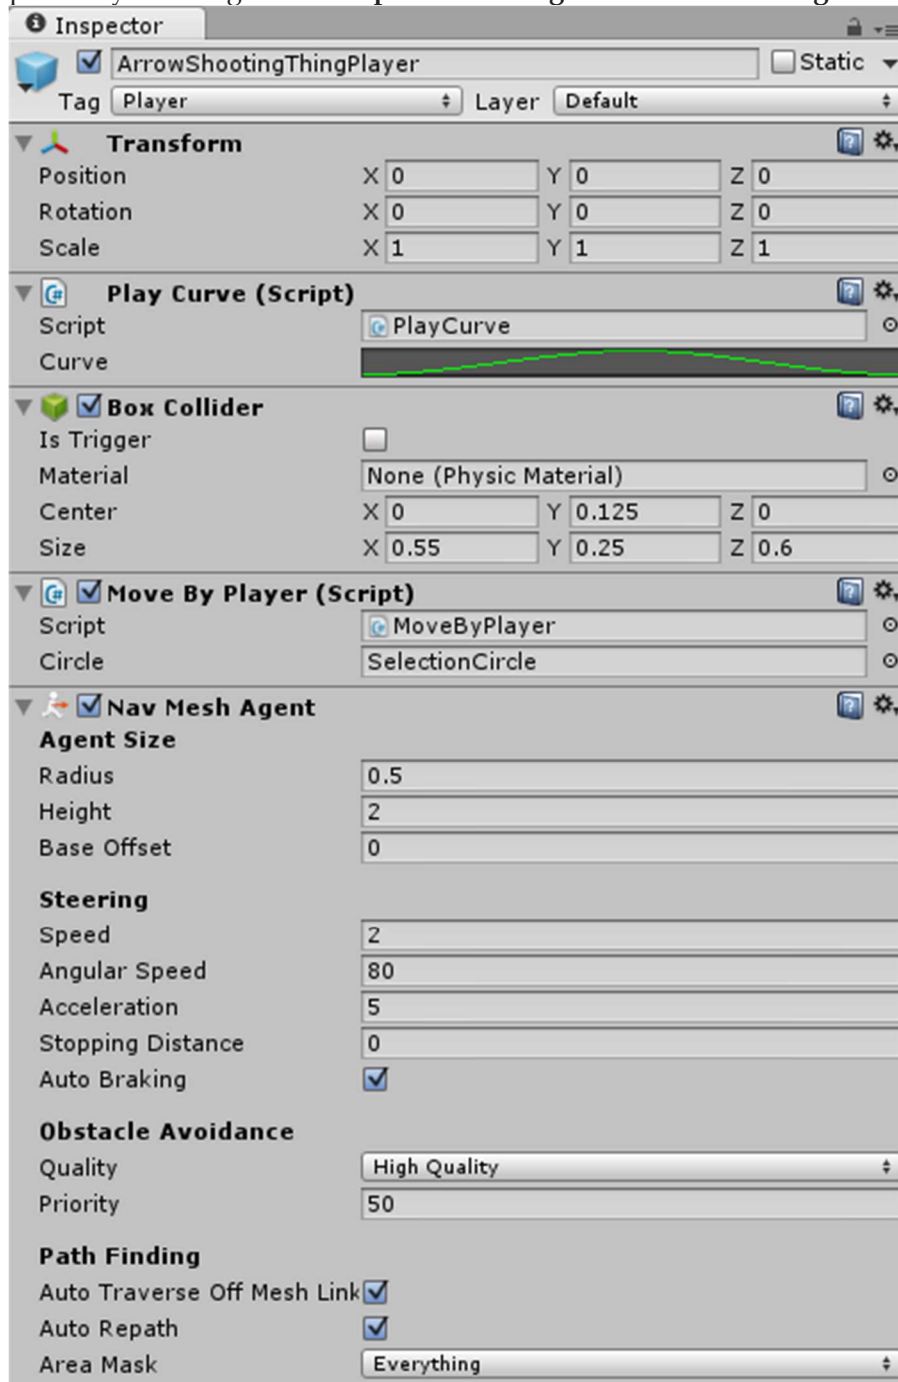 Inspector
ArrowShootingThingPlayer Static
Tag Player Layer Default
Transform
Position X 0 Y 0 Z 0
Rotation X 0 Y 0 Z 0
Scale X 1 Y 1 Z 1
Play Curve (Script)
Script PlayCurve
Curve
Box Collider
Is Trigger
Material None (Physic Material)
Center X 0 Y 0.125 Z 0
Size X 0.55 Y 0.25 Z 0.6
Move By Player (Script)
Script MoveByPlayer
Circle SelectionCircle
Nav Mesh Agent
Agent Size
Radius 0.5
Height 2
Base Offset 0
Steering
Speed 2
Angular Speed 80
Acceleration 5
Stopping Distance 0
Auto Braking
Obstacle Avoidance
Quality High Quality
Priority 50
Path Finding
Auto Traverse Off Mesh Link
Auto Repath
Area Mask Everything